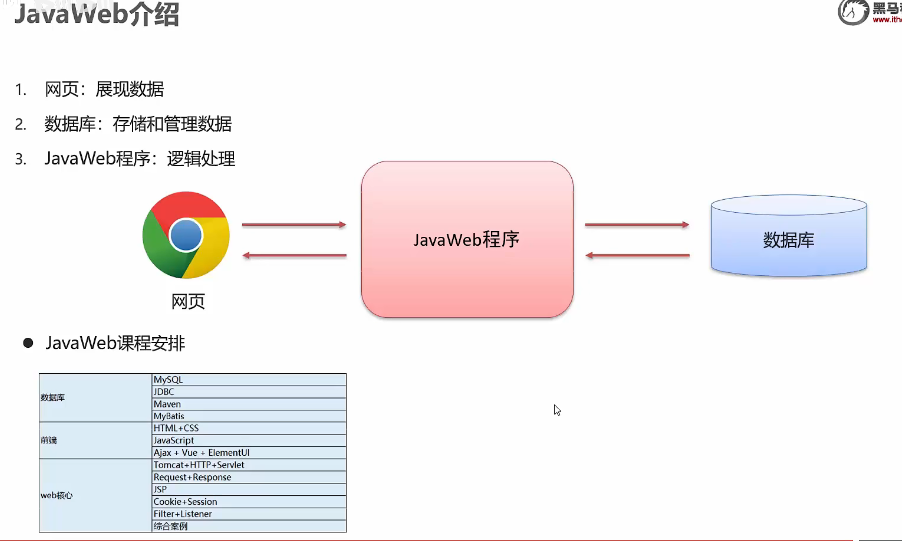 JavaWeb介绍
黑马
www.ith
1. 网页：展现数据
2. 数据库：存储和管理数据
3. JavaWeb程序：逻辑处理
JavaWeb程序
数据库
网页
● JavaWeb课程安排
数据库
MySQL
JDBC
Maven
MyBatis
前端
HTML+CSS
JavaScript
Ajax + Vue + ElementUI
web核心
Tomcat+HTTP+Servlet
Request+Response
JSP
Cookie+Session
Filter+Listener
综合案例